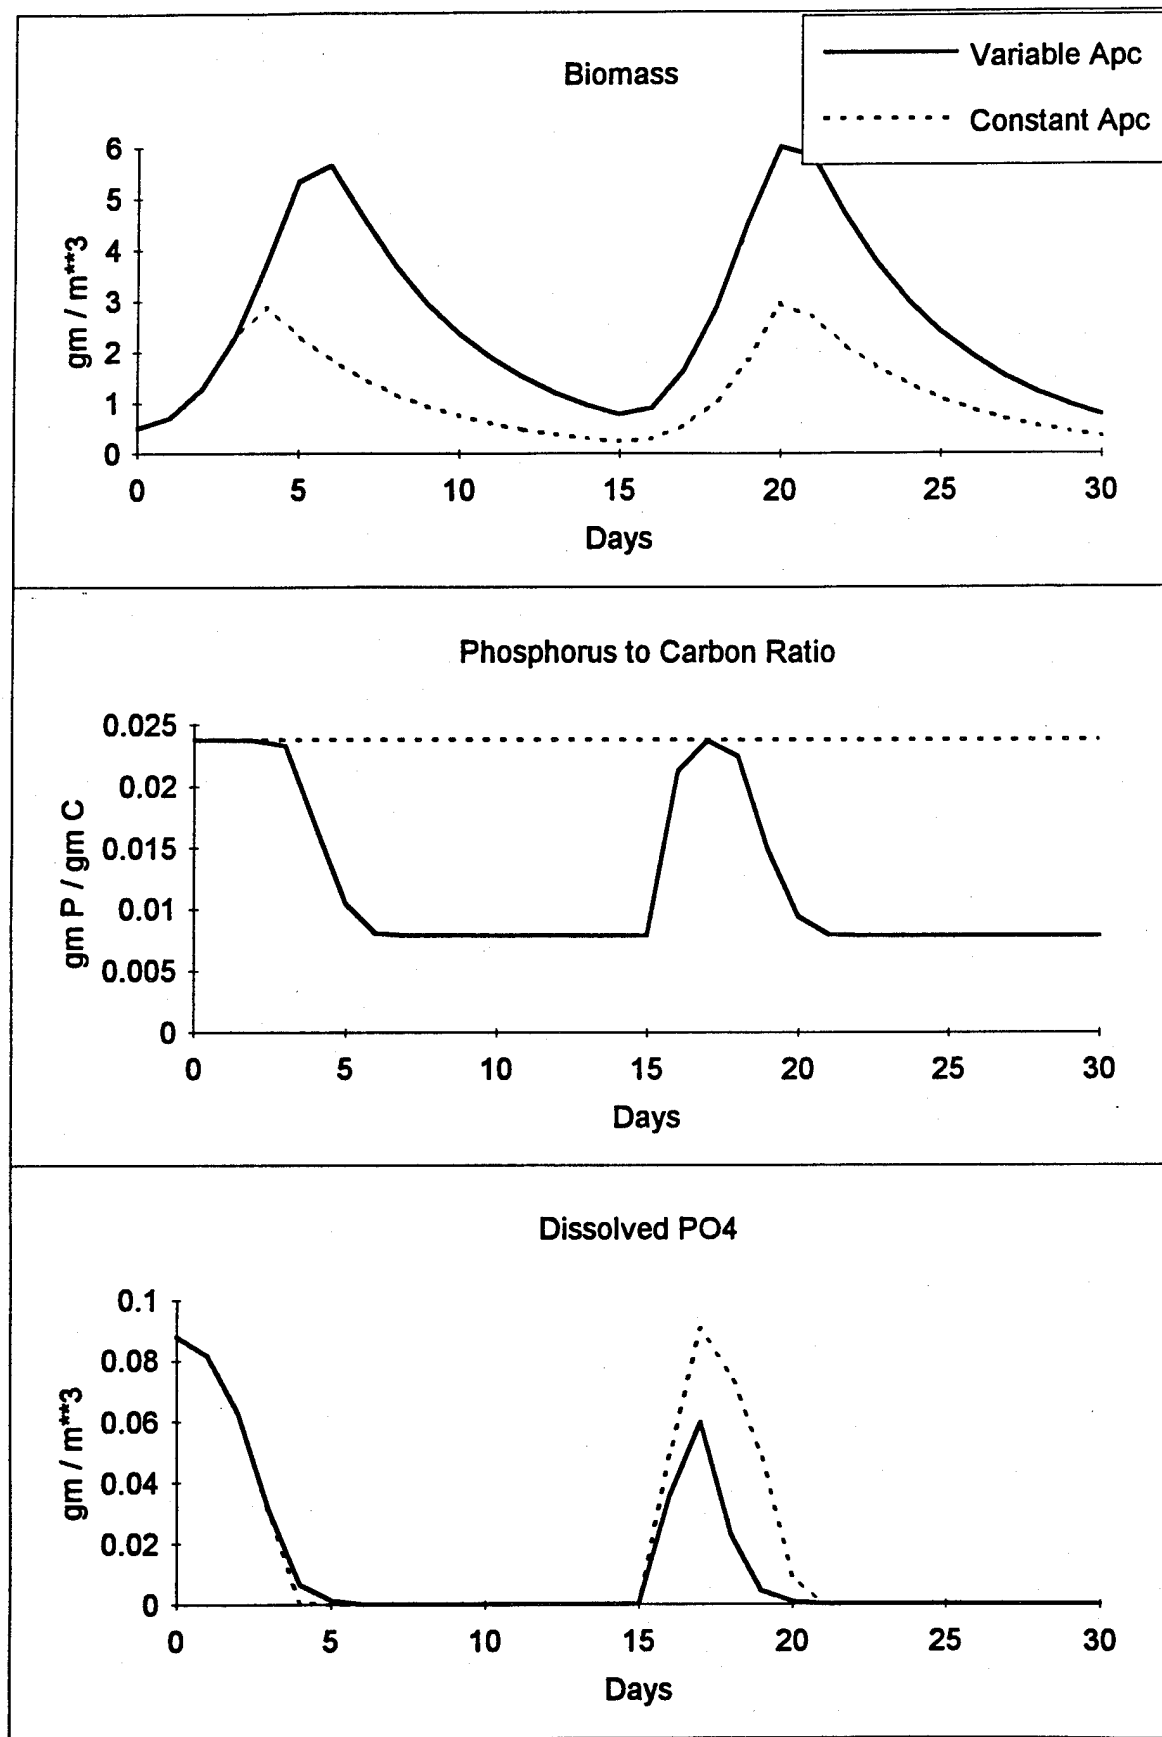 Variable Apc
Constant Apc
Biomass
6
5
4
3
2
1
0
gm / m**3
0 5 10 15 20 25 30
Days
Phosphorus to Carbon Ratio
0.025
0.02
0.015
0.01
0.005
0
gm P / gm C
0 5 10 15 20 25 30
Days
Dissolved PO4
0.1
0.08
0.06
0.04
0.02
0
gm / m**3
0 5 10 15 20 25 30
Days